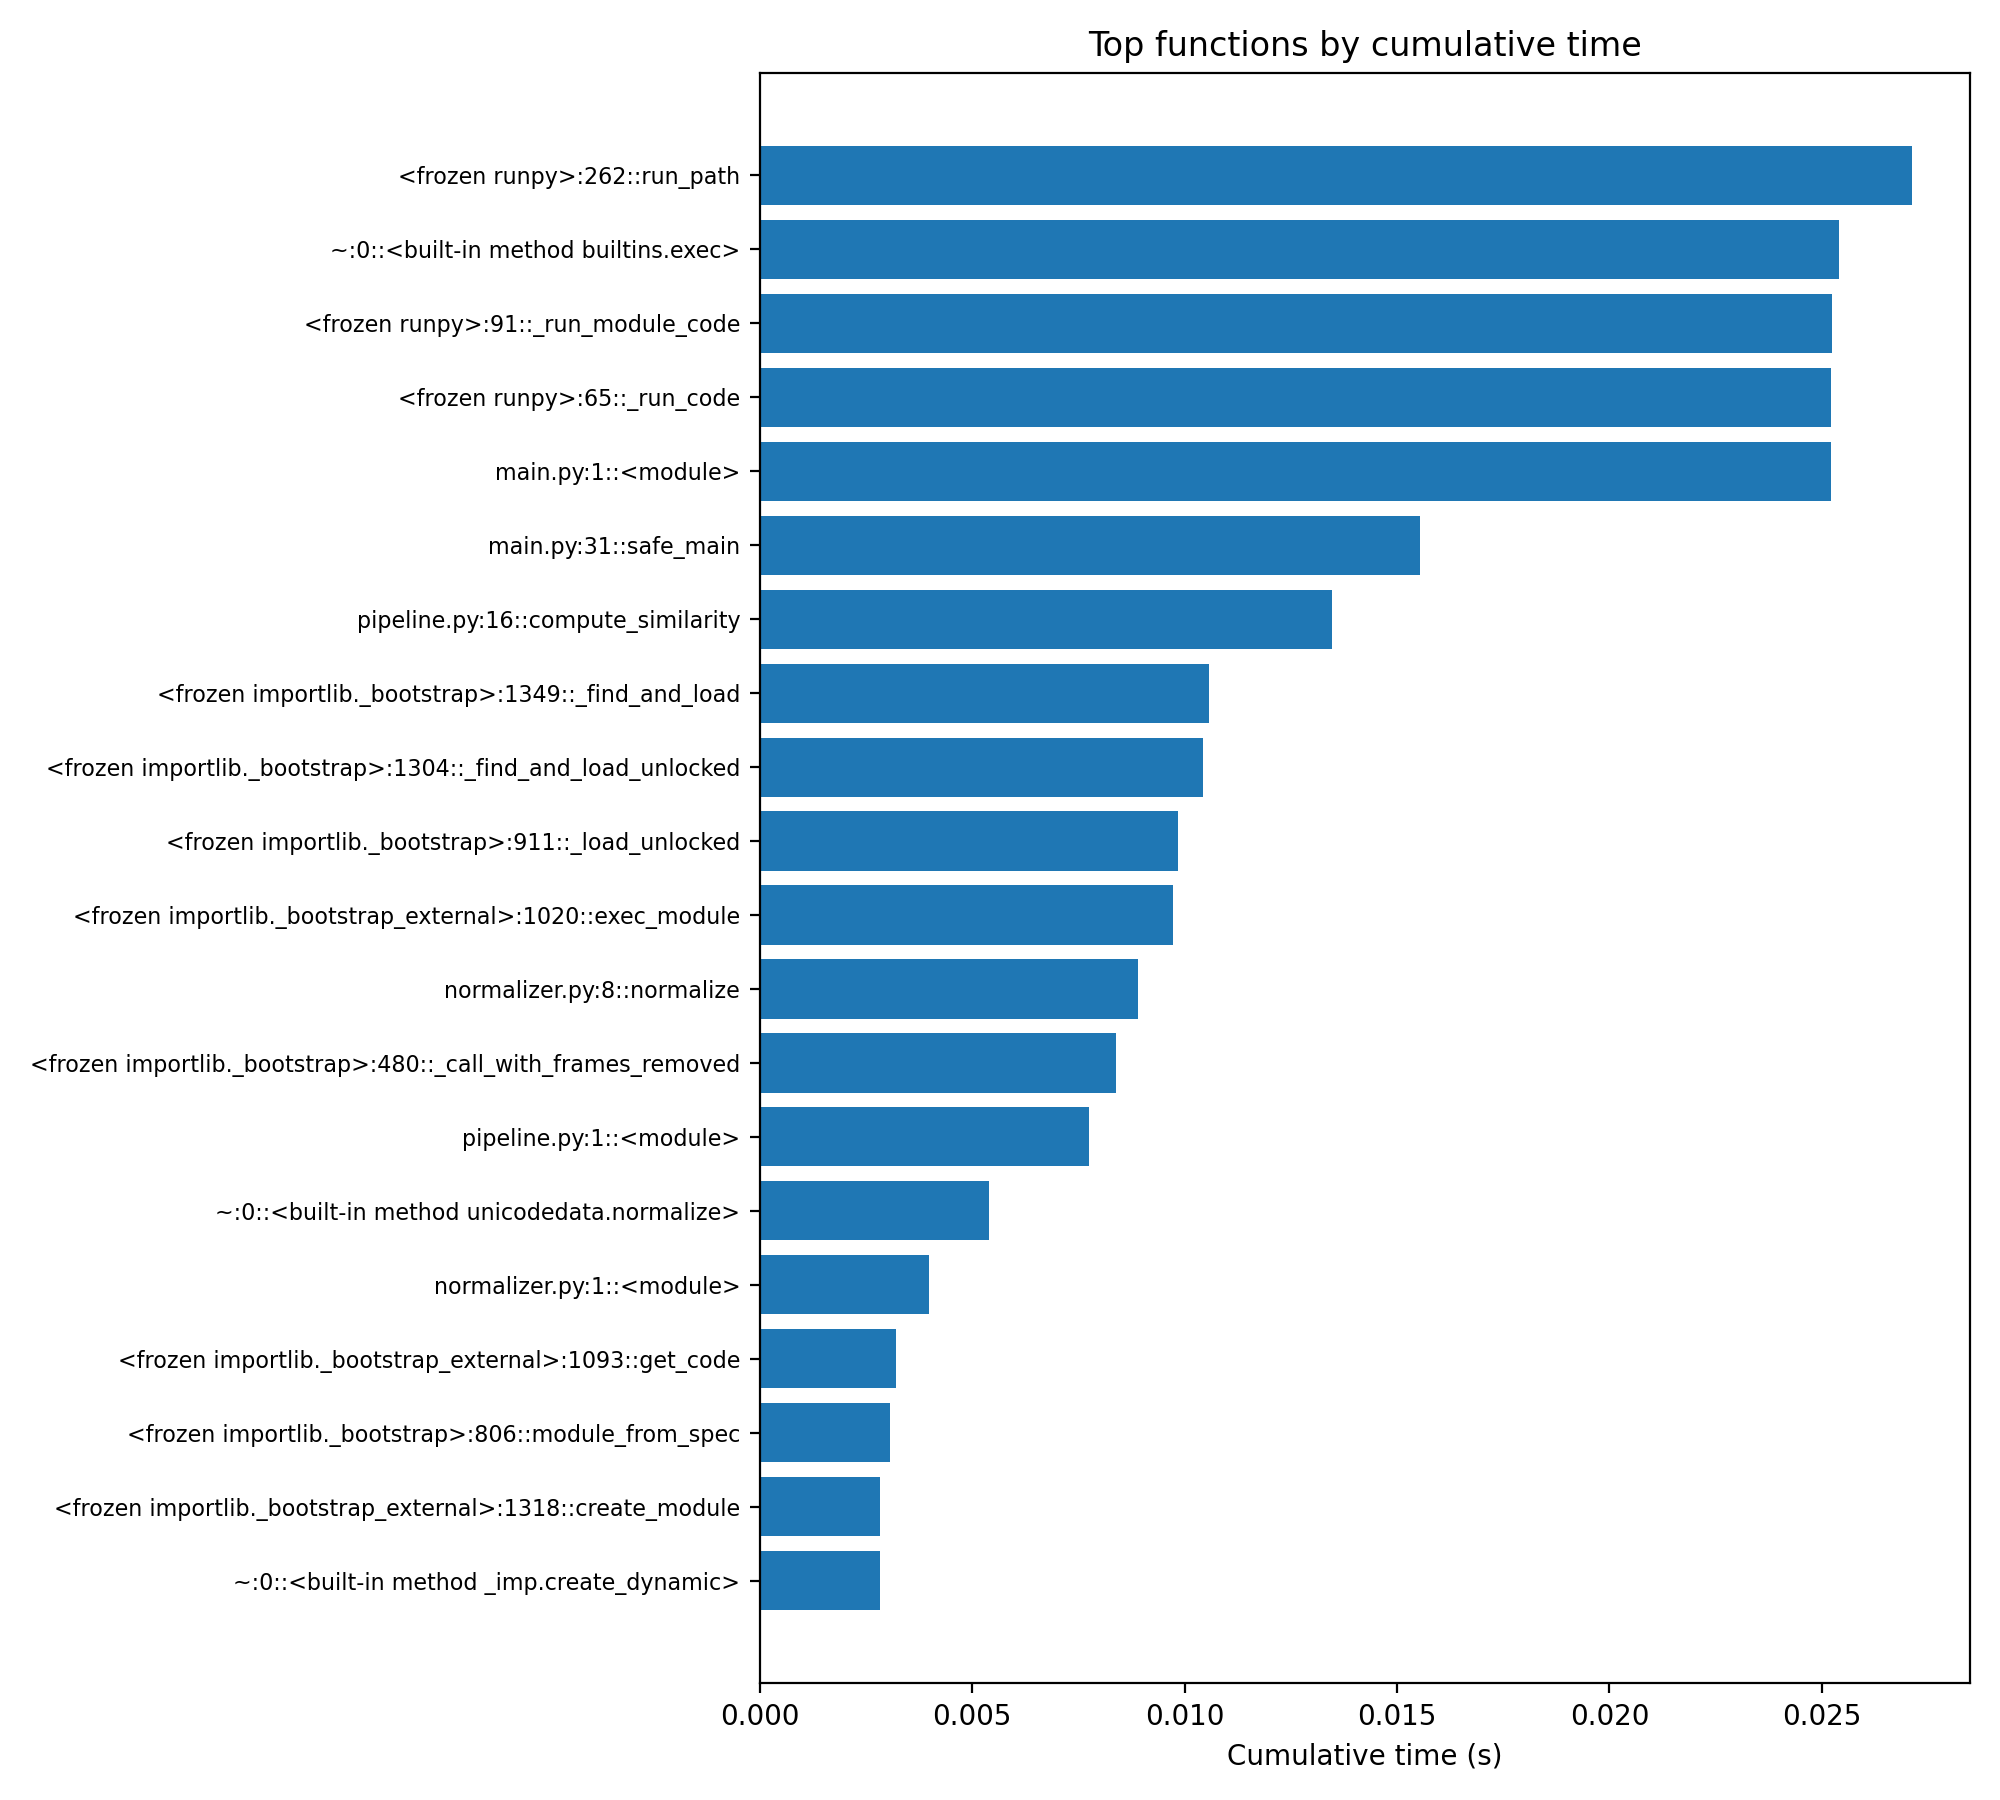 Top functions by cumulative time
<frozen runpy>:262::run_path
~:0::<built-in method builtins.exec>
<frozen runpy>:91::_run_module_code
<frozen runpy>:65::_run_code
main.py:1::<module>
main.py:31::safe_main
pipeline.py:16::compute_similarity
<frozen importlib._bootstrap>:1349::_find_and_load
<frozen importlib._bootstrap>:1304::_find_and_load_unlocked
<frozen importlib._bootstrap>:911::_load_unlocked
<frozen importlib._bootstrap_external>:1020::exec_module
normalizer.py:8::normalize
<frozen importlib._bootstrap>:480::_call_with_frames_removed
pipeline.py:1::<module>
~:0::<built-in method unicodedata.normalize>
normalizer.py:1::<module>
<frozen importlib._bootstrap_external>:1093::get_code
<frozen importlib._bootstrap>:806::module_from_spec
<frozen importlib._bootstrap_external>:1318::create_module
~:0::<built-in method _imp.create_dynamic>
0.000 0.005 0.010 0.015 0.020 0.025
Cumulative time (s)